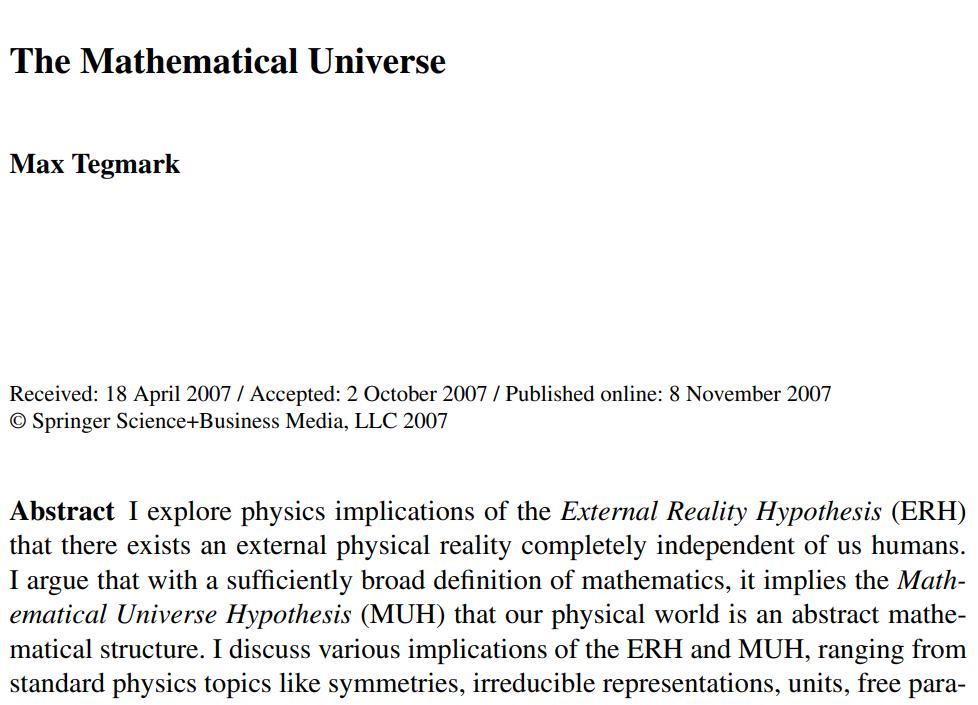 The Mathematical Universe
Max Tegmark
Received: 18 April 2007 / Accepted: 2 October 2007 / Published online: 8 November 2007
© Springer Science+Business Media, LLC 2007
Abstract I explore physics implications of the External Reality Hypothesis (ERH)
that there exists an external physical reality completely independent of us humans.
I argue that with a sufficiently broad definition of mathematics, it implies the Math-
ematical Universe Hypothesis (MUH) that our physical world is an abstract mathe-
matical structure. I discuss various implications of the ERH and MUH, ranging from
standard physics topics like symmetries, irreducible representations, units, free para-